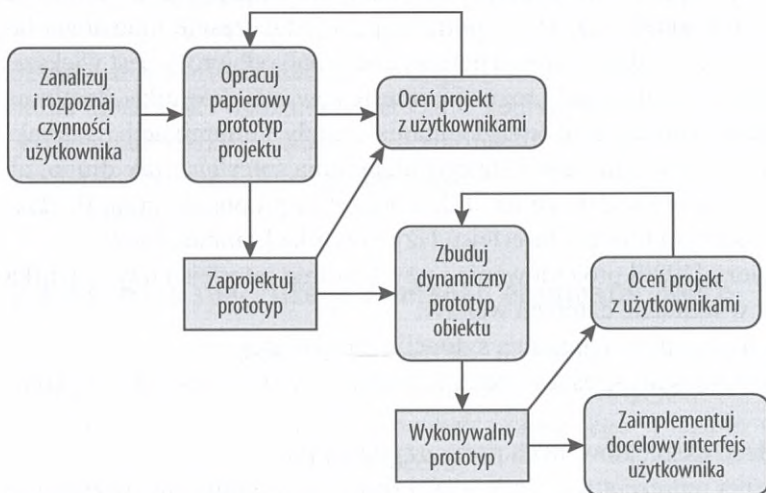 Zanalizuj
i rozpoznaj
czynności
użytkownika
Opracuj
papierowy
prototyp
projektu
Oceń projekt
z użytkownikami
Zaprojektuj
prototyp
Zbuduj
dynamiczny
prototyp
obiektu
Oceń projekt
z użytkownikami
Wykonywalny
prototyp
Zaimplementuj
docelowy interfejs
użytkownika